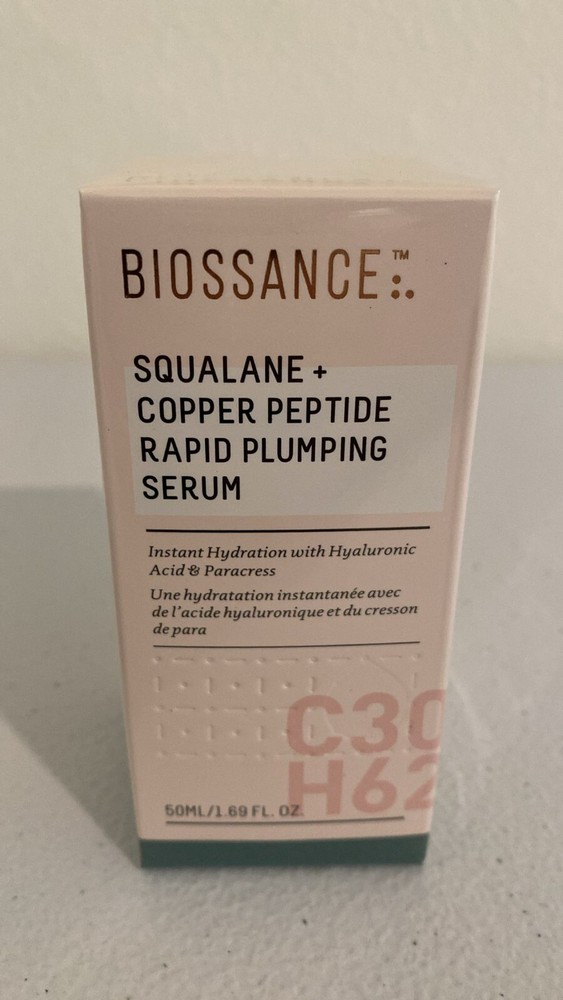 BIOSSANCE™
SQUALANE +
COPPER PEPTIDE
RAPID PLUMPING
SERUM
Instant Hydration with Hyaluronic
Acid & Paracress
Une hydratation instantanée avec
de l'acide hyaluronique et du cresson
de para
C30
H62
50ML/1.69 FL. OZ.